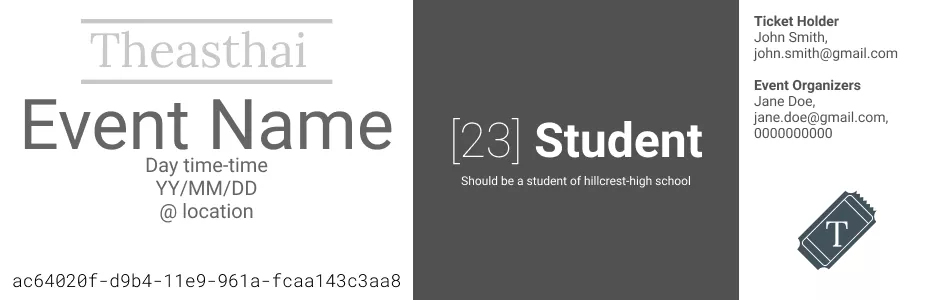 Theasthai
Event Name
Day time-time
YY/MM/DD
@ location
ac64020f-d9b4-11e9-961a-fcaa143c3aa8
[23] Student
Should be a student of hillcrest-high school
Ticket Holder
John Smith,
john.smith@gmail.com
Event Organizers
Jane Doe,
jane.doe@gmail.com,
0000000000
T